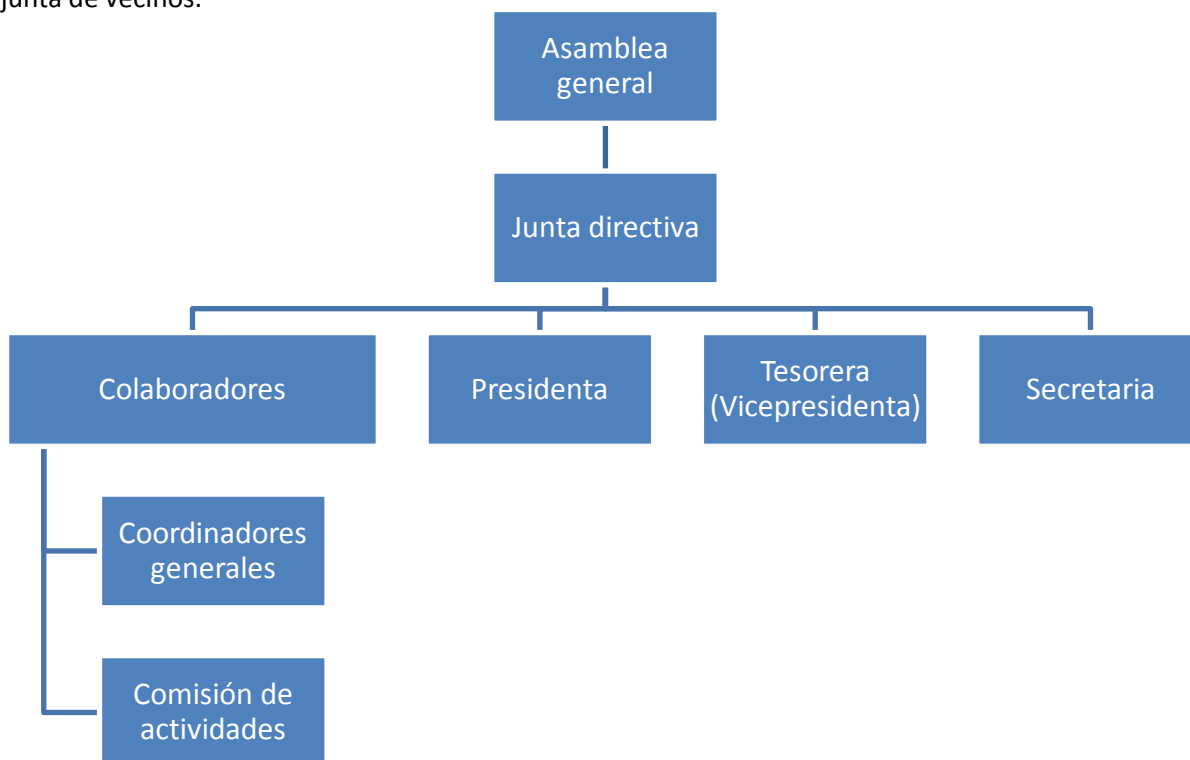 junta de vecinos.
Asamblea
general
Junta directiva
Colaboradores
Presidenta
Tesorera
(Vicepresidenta)
Secretaria
Coordinadores
generales
Comisión de
actividades